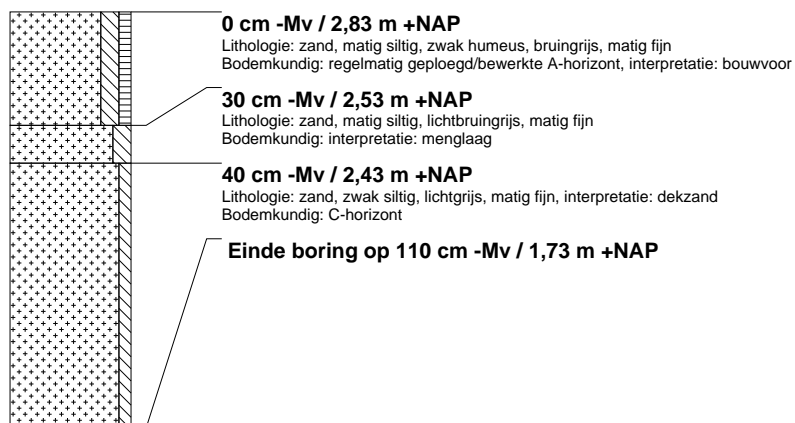 0 cm -Mv / 2,83 m +NAP
Lithologie: zand, matig siltig, zwak humeus, bruingrijs, matig fijn
Bodemkundig: regelmatig geploegd/bewerkte A-horizont, interpretatie: bouwvoor
30 cm -Mv / 2,53 m +NAP
Lithologie: zand, matig siltig, lichtbruingrijs, matig fijn
Bodemkundig: interpretatie: menglaag
40 cm -Mv / 2,43 m +NAP
Lithologie: zand, zwak siltig, lichtgrijs, matig fijn, interpretatie: dekzand
Bodemkundig: C-horizont
Einde boring op 110 cm -Mv / 1,73 m +NAP